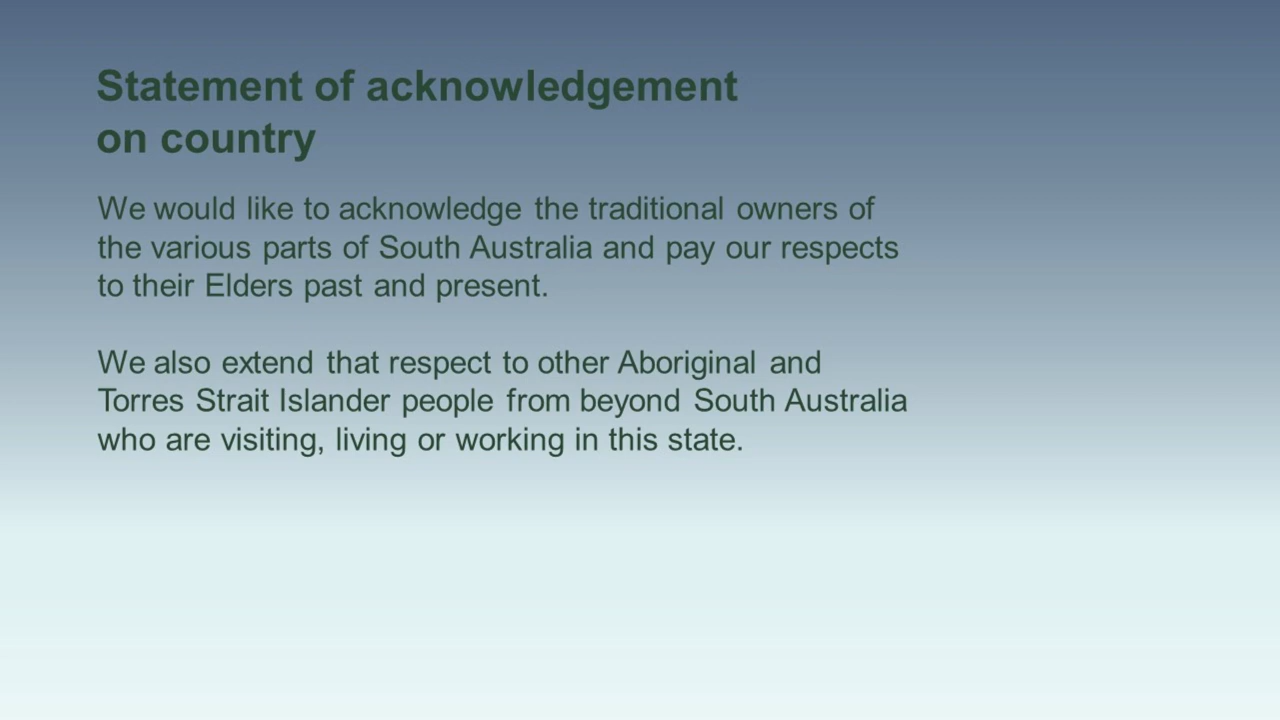 Statement of acknowledgement
on country
We would like to acknowledge the traditional owners of
the various parts of South Australia and pay our respects
to their Elders past and present.
We also extend that respect to other Aboriginal and
Torres Strait Islander people from beyond South Australia
who are visiting, living or working in this state.